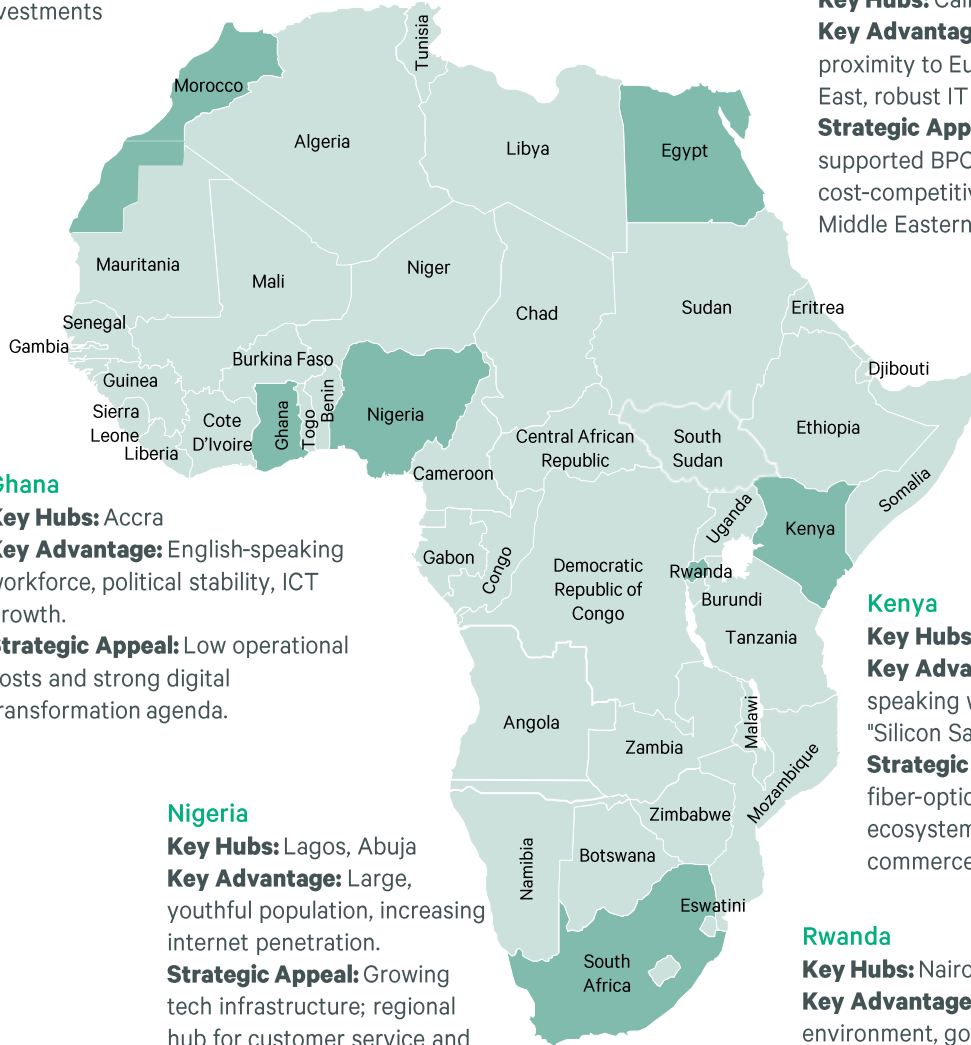 vestments
Key Hubs:
Key Advantag
proximity to Eu
East, robust IT
Strategic App
supported BPO
cost-competitiv
Middle Eastern
Tunisia
Morocco
Algeria
Libya
Egypt
Mauritania
Mali
Niger
Chad
Sudan
Eritrea
Senegal
Gambia
Burkina Faso
Djibouti
Guinea
Benin
Sierra
Leone
Cote
D'Ivoire
Ghana
Togo
Nigeria
Liberia
Central African
Republic
South
Sudan
Ethiopia
Cameroon
Somalia
Uganda
Kenya
Gabon
Congo
Democratic
Republic of
Congo
Rwanda
Burundi
Tanzania
Angola
Zambia
Malawi
Mozambique
Zimbabwe
Botswana
Namibia
Eswatini
South
Africa
Ghana
Key Hubs: Accra
Key Advantage: English-speaking
workforce, political stability, ICT
growth.
Strategic Appeal: Low operational
costs and strong digital
transformation agenda.
Nigeria
Key Hubs: Lagos, Abuja
Key Advantage: Large,
youthful population, increasing
internet penetration.
Strategic Appeal: Growing
tech infrastructure; regional
hub for customer service and
Kenya
Key Hubs
Key Adva
speaking
"Silicon Sa
Strategic
fiber-optic
ecosystem
commerce
Rwanda
Key Hubs: Nairo
Key Advantage
environment, go